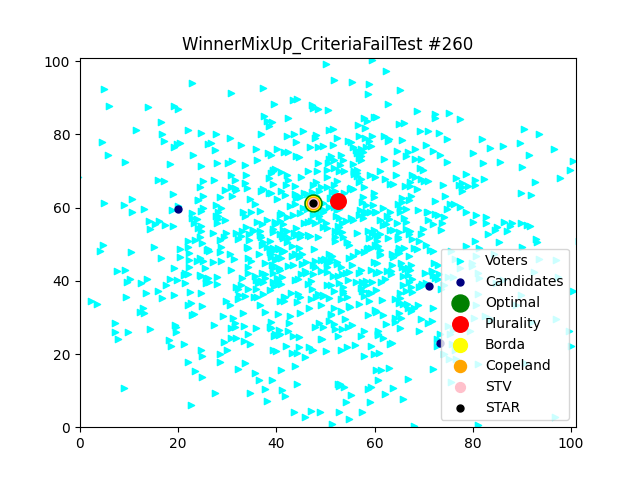 WinnerMixUp_CriteriaFailTest #260
100
80
60
40
20
0
0 20 40 60 80 100
Voters
Candidates
Optimal
Plurality
Borda
Copeland
STV
STAR